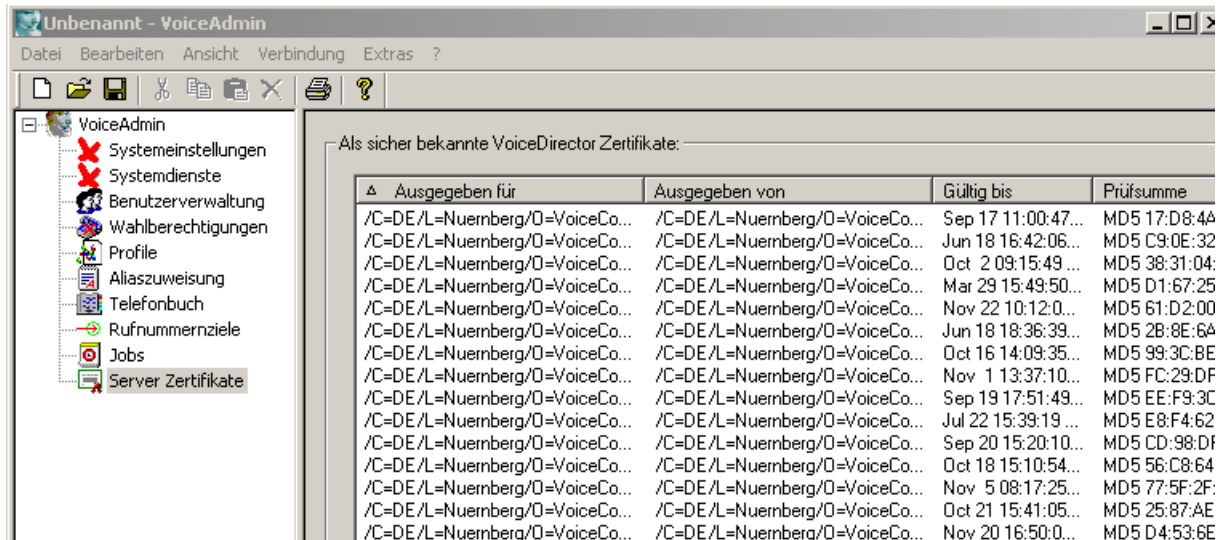 Unbenannt - VoiceAdmin
Datei Bearbeiten Ansicht Verbindung Extras ?
VoiceAdmin
Systemeinstellungen
Systemdienste
Benutzerverwaltung
Wahlberechtigungen
Profile
Aliaszuweisung
Telefonbuch
Rufnummernziele
Jobs
Server Zertifikate
Als sicher bekannte VoiceDirector Zertifikate:
Ausgegeben für Ausgegeben von Gültig bis Prüfsumme
/C=DE/L=Nuernberg/O=VoiceCo... /C=DE/L=Nuernberg/O=VoiceCo... Sep 17 11:00:47... MD5 17:D8:4A
/C=DE/L=Nuernberg/O=VoiceCo... /C=DE/L=Nuernberg/O=VoiceCo... Jun 18 16:42:06... MD5 C9:0E:32
/C=DE/L=Nuernberg/O=VoiceCo... /C=DE/L=Nuernberg/O=VoiceCo... Oct 2 09:15:49 ... MD5 38:31:04:
/C=DE/L=Nuernberg/O=VoiceCo... /C=DE/L=Nuernberg/O=VoiceCo... Mar 29 15:49:50... MD5 D1:67:25
/C=DE/L=Nuernberg/O=VoiceCo... /C=DE/L=Nuernberg/O=VoiceCo... Nov 22 10:12:0... MD5 61:D2:00
/C=DE/L=Nuernberg/O=VoiceCo... /C=DE/L=Nuernberg/O=VoiceCo... Jun 18 18:36:39... MD5 2B:8E:6A
/C=DE/L=Nuernberg/O=VoiceCo... /C=DE/L=Nuernberg/O=VoiceCo... Oct 16 14:09:35... MD5 99:3C:BE
/C=DE/L=Nuernberg/O=VoiceCo... /C=DE/L=Nuernberg/O=VoiceCo... Nov 1 13:37:10... MD5 FC:29:DF
/C=DE/L=Nuernberg/O=VoiceCo... /C=DE/L=Nuernberg/O=VoiceCo... Sep 19 17:51:49... MD5 EE:F9:3C
/C=DE/L=Nuernberg/O=VoiceCo... /C=DE/L=Nuernberg/O=VoiceCo... Jul 22 15:39:19 ... MD5 E8:F4:62
/C=DE/L=Nuernberg/O=VoiceCo... /C=DE/L=Nuernberg/O=VoiceCo... Sep 20 15:20:10... MD5 CD:98:DF
/C=DE/L=Nuernberg/O=VoiceCo... /C=DE/L=Nuernberg/O=VoiceCo... Oct 18 15:10:54... MD5 56:C8:64
/C=DE/L=Nuernberg/O=VoiceCo... /C=DE/L=Nuernberg/O=VoiceCo... Nov 5 08:17:25... MD5 77:5F:2F:
/C=DE/L=Nuernberg/O=VoiceCo... /C=DE/L=Nuernberg/O=VoiceCo... Oct 21 15:41:05... MD5 25:87:AE
/C=DE/L=Nuernberg/O=VoiceCo... /C=DE/L=Nuernberg/O=VoiceCo... Nov 20 16:50:0... MD5 D4:53:6E